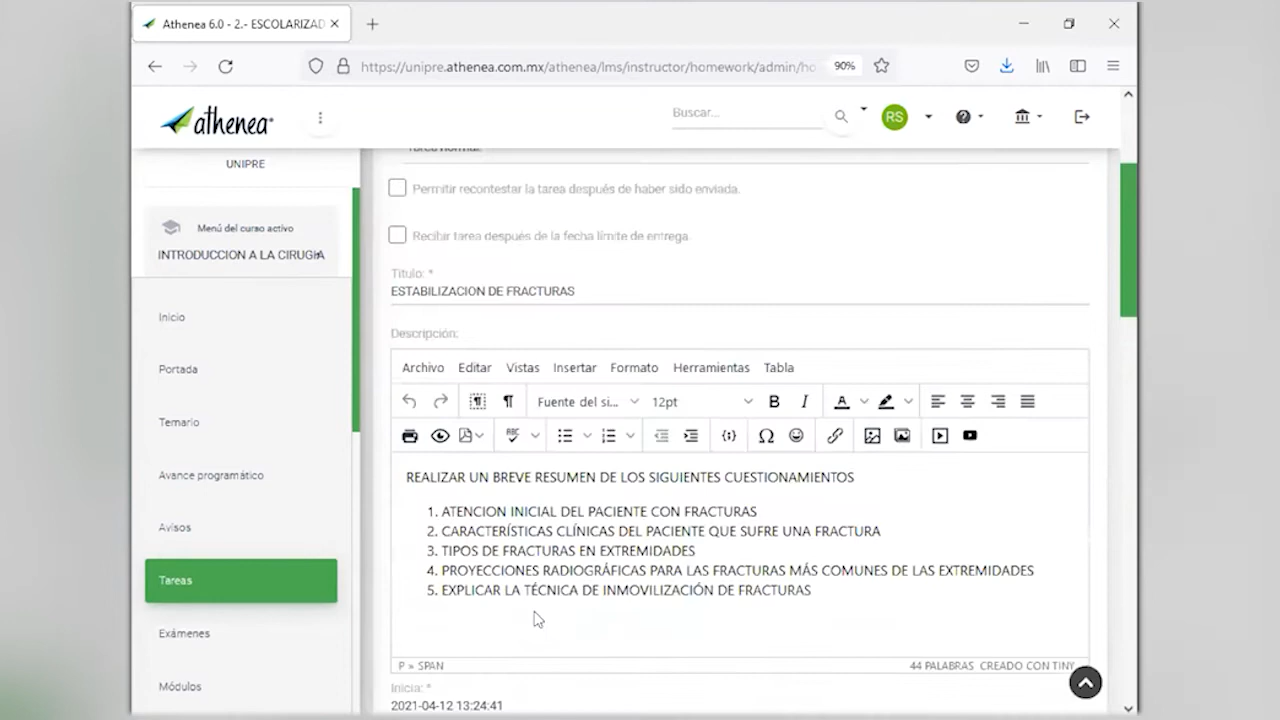 Athenea 6.0 - 2.- ESCOLARIZAD
https://unipre.athenea.com.mx/athenea/lms/instructor/homework/admin/ho
90%
athenea
Buscar...
RS
UNIPRE
Menú del curso activo
INTRODUCCION A LA CIRUGIA
Inicio
Portada
Temario
Avance programático
Avisos
Tareas
Exámenes
Módulos
Tarea normal
Permitir recontestar la tarea después de haber sido enviada.
Recibir tarea después de la fecha límite de entrega.
Título: *
ESTABILIZACION DE FRACTURAS
Descripción:
Archivo Editar Vistas Insertar Formato Herramientas Tabla
Fuente del si... 12pt B I A
ABC
REALIZAR UN BREVE RESUMEN DE LOS SIGUIENTES CUESTIONAMIENTOS
1. ATENCION INICIAL DEL PACIENTE CON FRACTURAS
2. CARACTERÍSTICAS CLÍNICAS DEL PACIENTE QUE SUFRE UNA FRACTURA
3. TIPOS DE FRACTURAS EN EXTREMIDADES
4. PROYECCIONES RADIOGRÁFICAS PARA LAS FRACTURAS MÁS COMUNES DE LAS EXTREMIDADES
5. EXPLICAR LA TÉCNICA DE INMOVILIZACIÓN DE FRACTURAS
P » SPAN 44 PALABRAS CREADO CON TINY
Inicia: *
2021-04-12 13:24:41